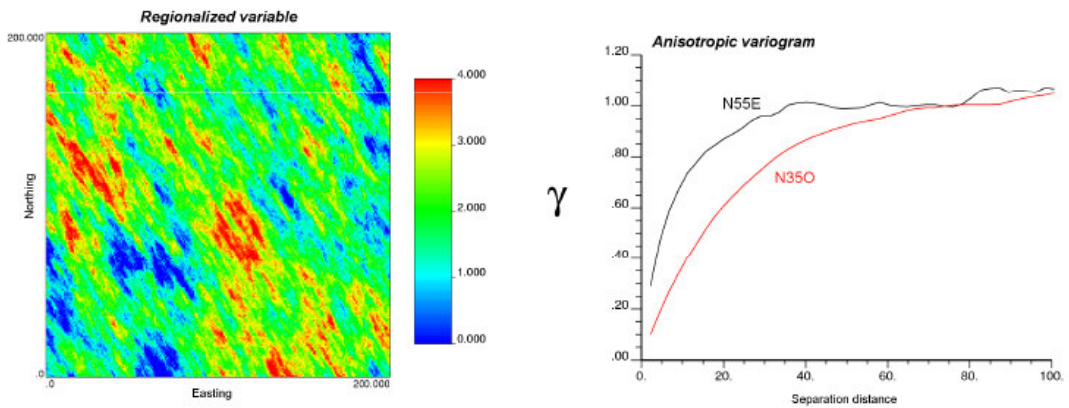 Regionalized variable
200.000
Northing
.0
.0
200.000
Easting
4.000
3.000
2.000
1.000
0.000
γ
Anisotropic variogram
1.20
1.00
.80
.60
.40
.20
.00
N55E
N35O
0.
20.
40.
60.
80.
100.
Separation distance